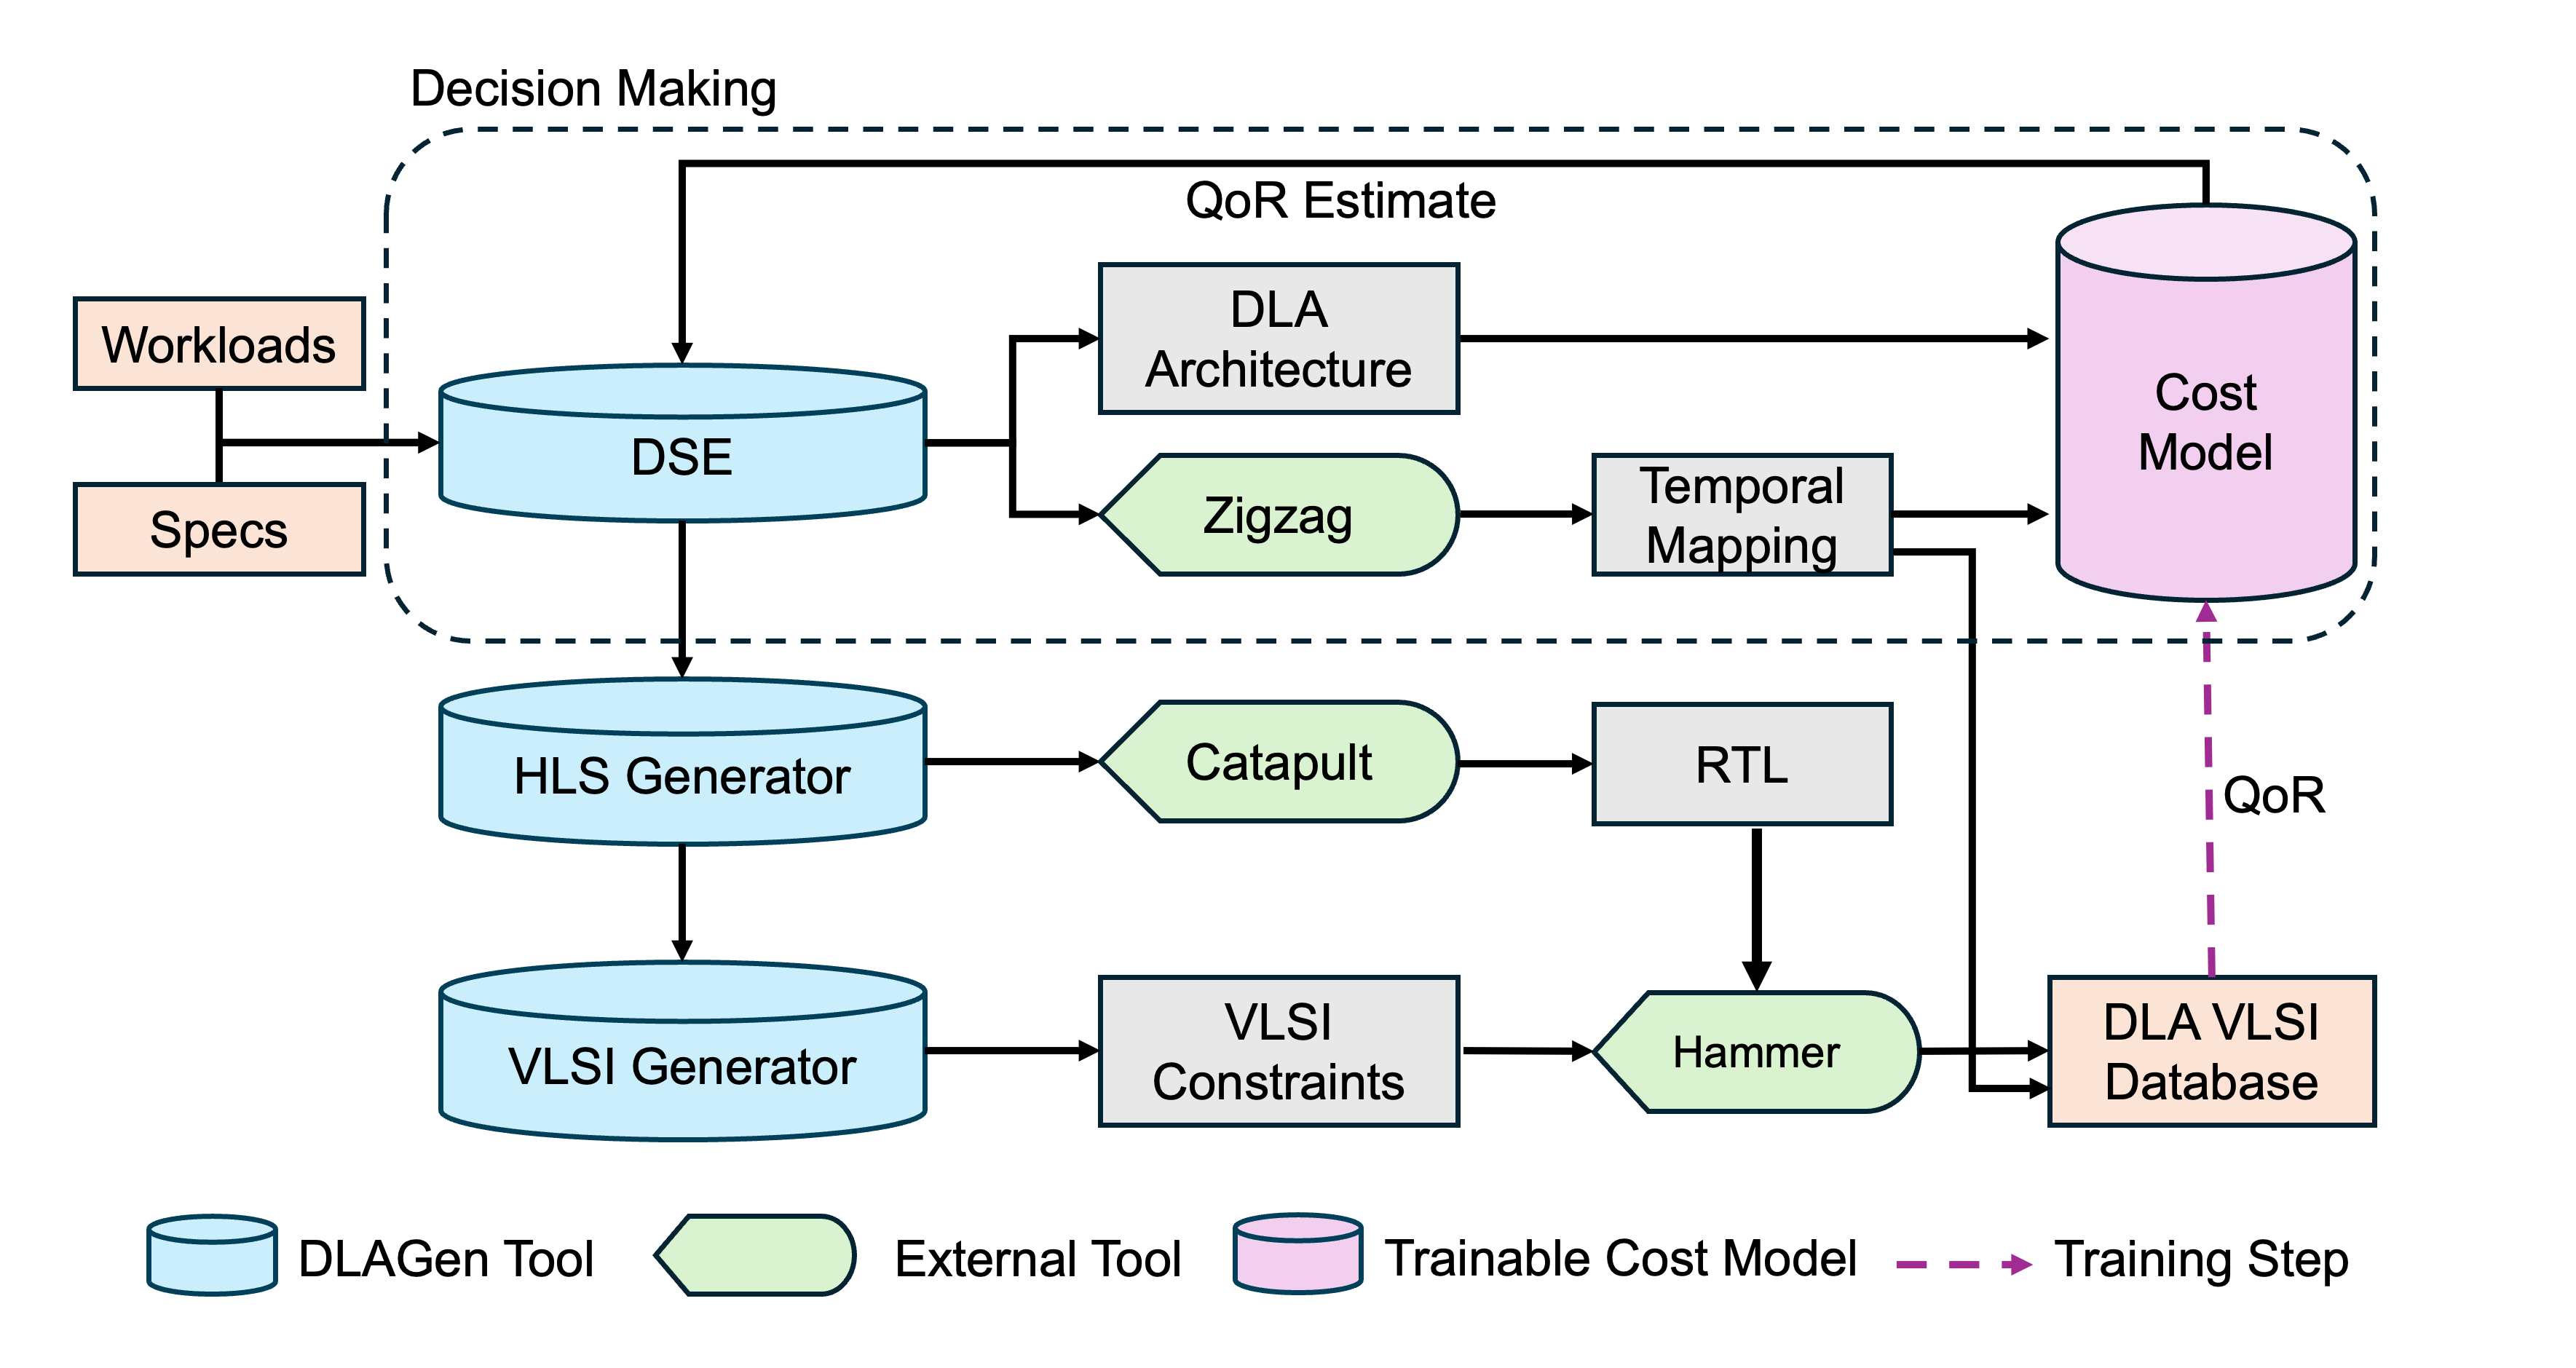 Decision Making
QoR Estimate
Workloads
Specs
DSE
DLA
Architecture
Zigzag
Temporal
Mapping
Cost
Model
HLS Generator
Catapult
RTL
QoR
VLSI Generator
VLSI
Constraints
Hammer
DLA VLSI
Database
DLAGen Tool
External Tool
Trainable Cost Model
Training Step